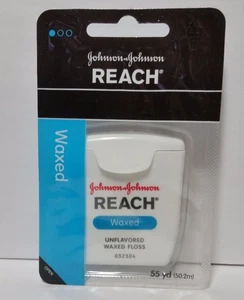 Johnson & Johnson
REACH®
Waxed
Johnson & Johnson
REACH®
Waxed
UNFLAVORED
WAXED FLOSS
55 yd (50.2m)